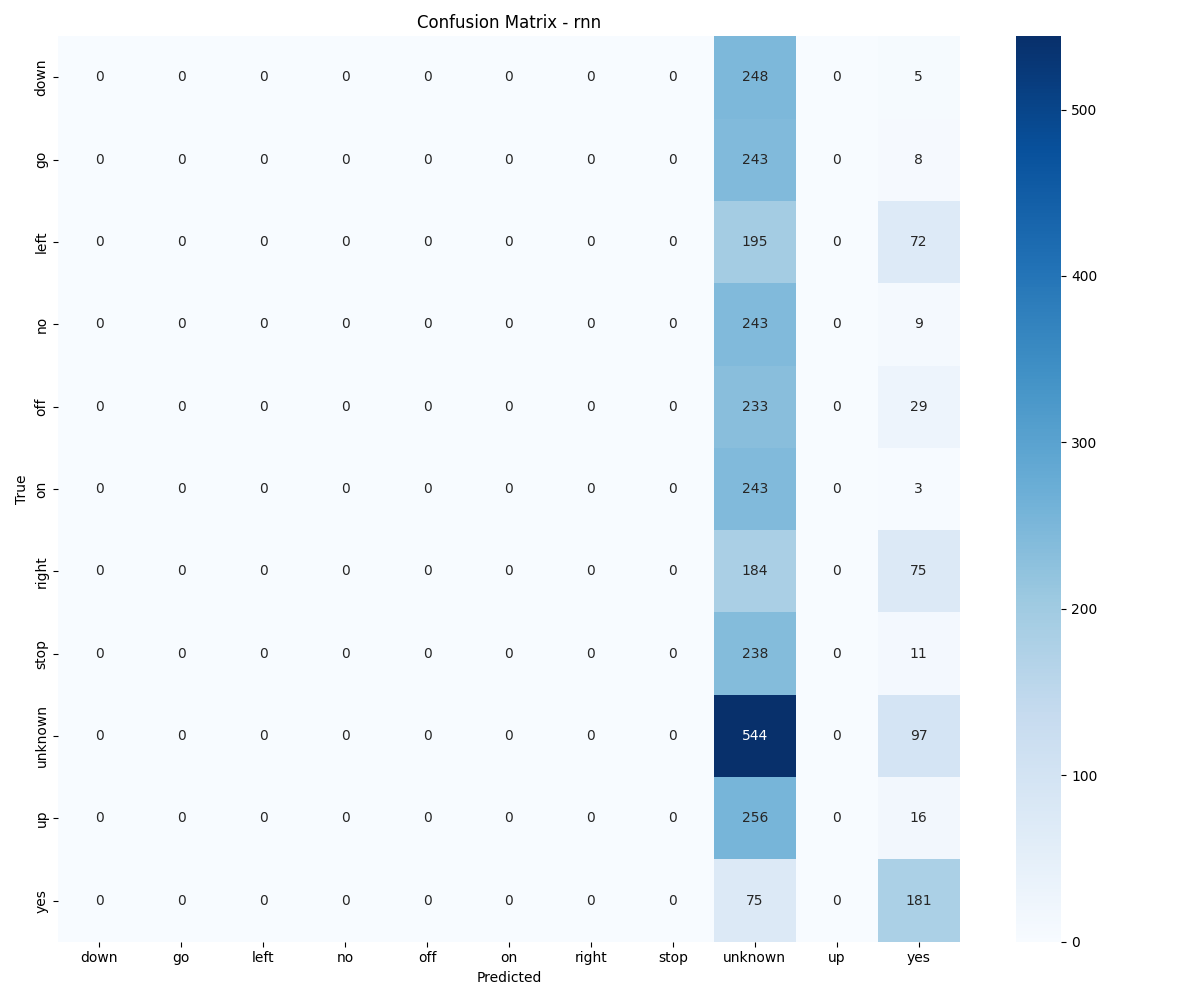 Confusion Matrix - rnn
down 0 0 0 0 0 0 0 0 248 0 5
go 0 0 0 0 0 0 0 0 243 0 8
left 0 0 0 0 0 0 0 0 195 0 72
no 0 0 0 0 0 0 0 0 243 0 9
off 0 0 0 0 0 0 0 0 233 0 29
on 0 0 0 0 0 0 0 0 243 0 3
right 0 0 0 0 0 0 0 0 184 0 75
stop 0 0 0 0 0 0 0 0 238 0 11
unknown 0 0 0 0 0 0 0 0 544 0 97
up 0 0 0 0 0 0 0 0 256 0 16
yes 0 0 0 0 0 0 0 0 75 0 181
True
down go left no off on right stop unknown up yes
Predicted
500
400
300
200
100
0